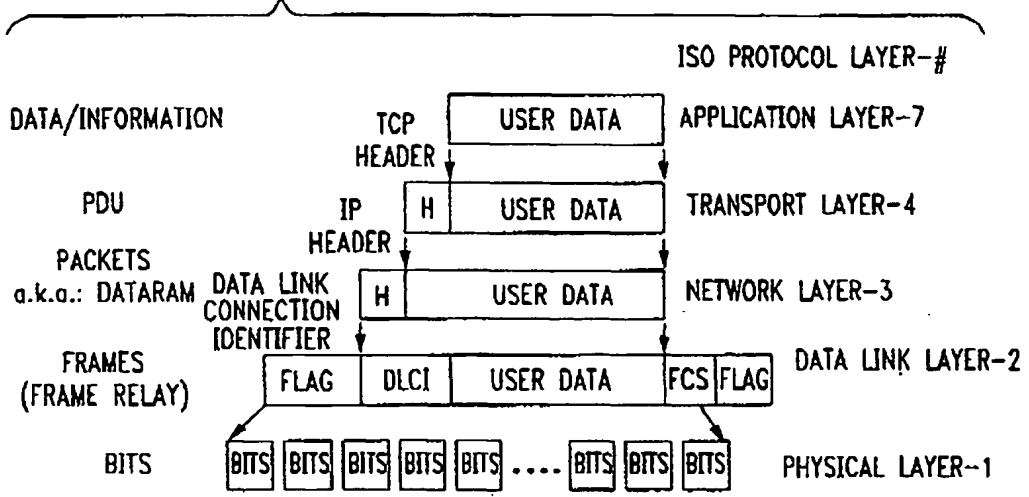 ISO PROTOCOL LAYER-#
DATA/INFORMATION
TCP
HEADER
USER DATA
APPLICATION LAYER-7
PDU
IP
HEADER
H
USER DATA
TRANSPORT LAYER-4
PACKETS
a.k.a.: DATARAM
DATA LINK
CONNECTION
IDENTIFIER
H
USER DATA
NETWORK LAYER-3
FRAMES
(FRAME RELAY)
FLAG
DLCI
USER DATA
FCS
FLAG
DATA LINK LAYER-2
BITS
BITS BITS BITS BITS BITS .... BITS BITS BITS
PHYSICAL LAYER-1